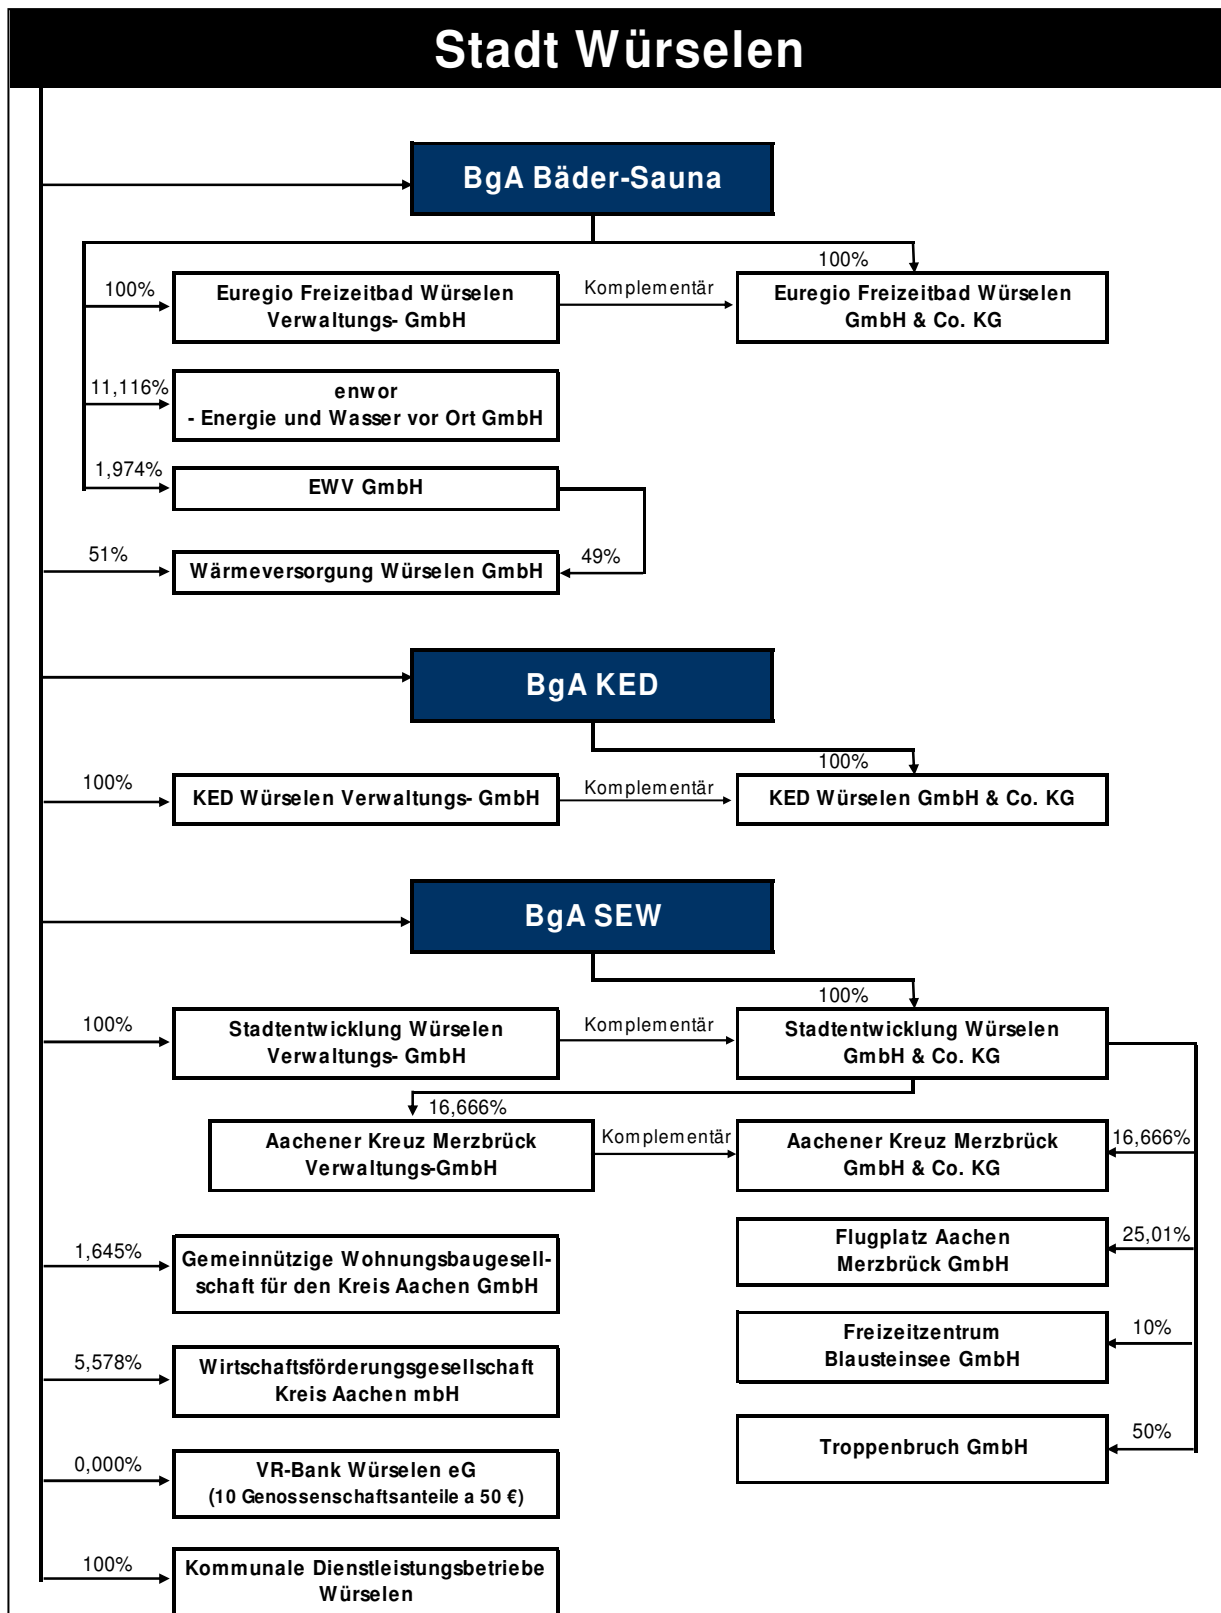 Stadt Würselen
BgA Bäder-Sauna
100%
Euregio Freizeitbad Würselen
Verwaltungs- GmbH
Komplementär
100%
Euregio Freizeitbad Würselen
GmbH & Co. KG
11,116%
enwor
- Energie und Wasser vor Ort GmbH
1,974%
EWV GmbH
51%
Wärmeversorgung Würselen GmbH
49%
BgA KED
100%
KED Würselen Verwaltungs- GmbH
Komplementär
100%
KED Würselen GmbH & Co. KG
BgA SEW
100%
Stadtentwicklung Würselen
Verwaltungs- GmbH
Komplementär
100%
Stadtentwicklung Würselen
GmbH & Co. KG
16,666%
Aachener Kreuz Merzbrück
Verwaltungs-GmbH
Komplementär
Aachener Kreuz Merzbrück
GmbH & Co. KG
16,666%
1,645%
Gemeinnützige Wohnungsbaugesell-
schaft für den Kreis Aachen GmbH
Flugplatz Aachen
Merzbrück GmbH
25,01%
5,578%
Wirtschaftsförderungsgesellschaft
Kreis Aachen mbH
Freizeitzentrum
Blausteinsee GmbH
10%
0,000%
VR-Bank Würselen eG
(10 Genossenschaftsanteile a 50 €)
Troppenbruch GmbH
50%
100%
Kommunale Dienstleistungsbetriebe
Würselen